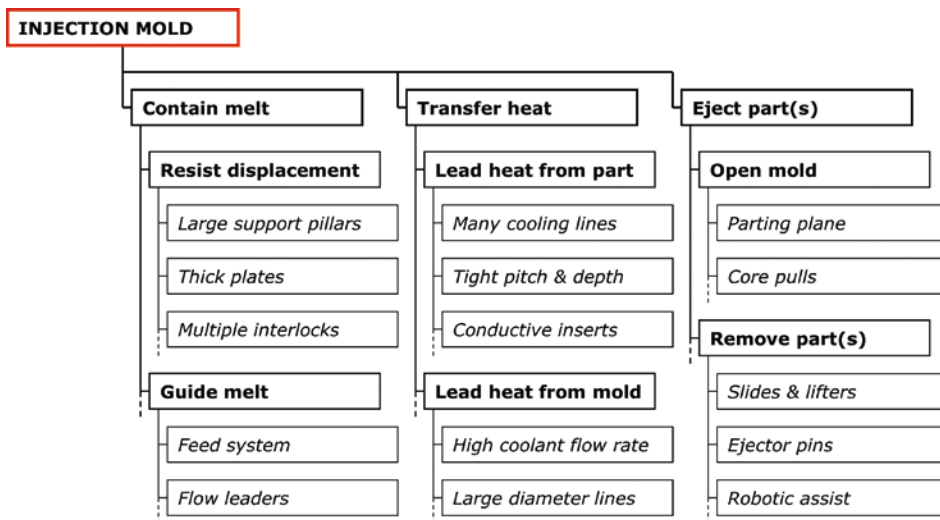 INJECTION MOLD
Contain melt
Resist displacement
Large support pillars
Thick plates
Multiple interlocks
Guide melt
Feed system
Flow leaders
Transfer heat
Lead heat from part
Many cooling lines
Tight pitch & depth
Conductive inserts
Lead heat from mold
High coolant flow rate
Large diameter lines
Eject part(s)
Open mold
Parting plane
Core pulls
Remove part(s)
Slides & lifters
Ejector pins
Robotic assist